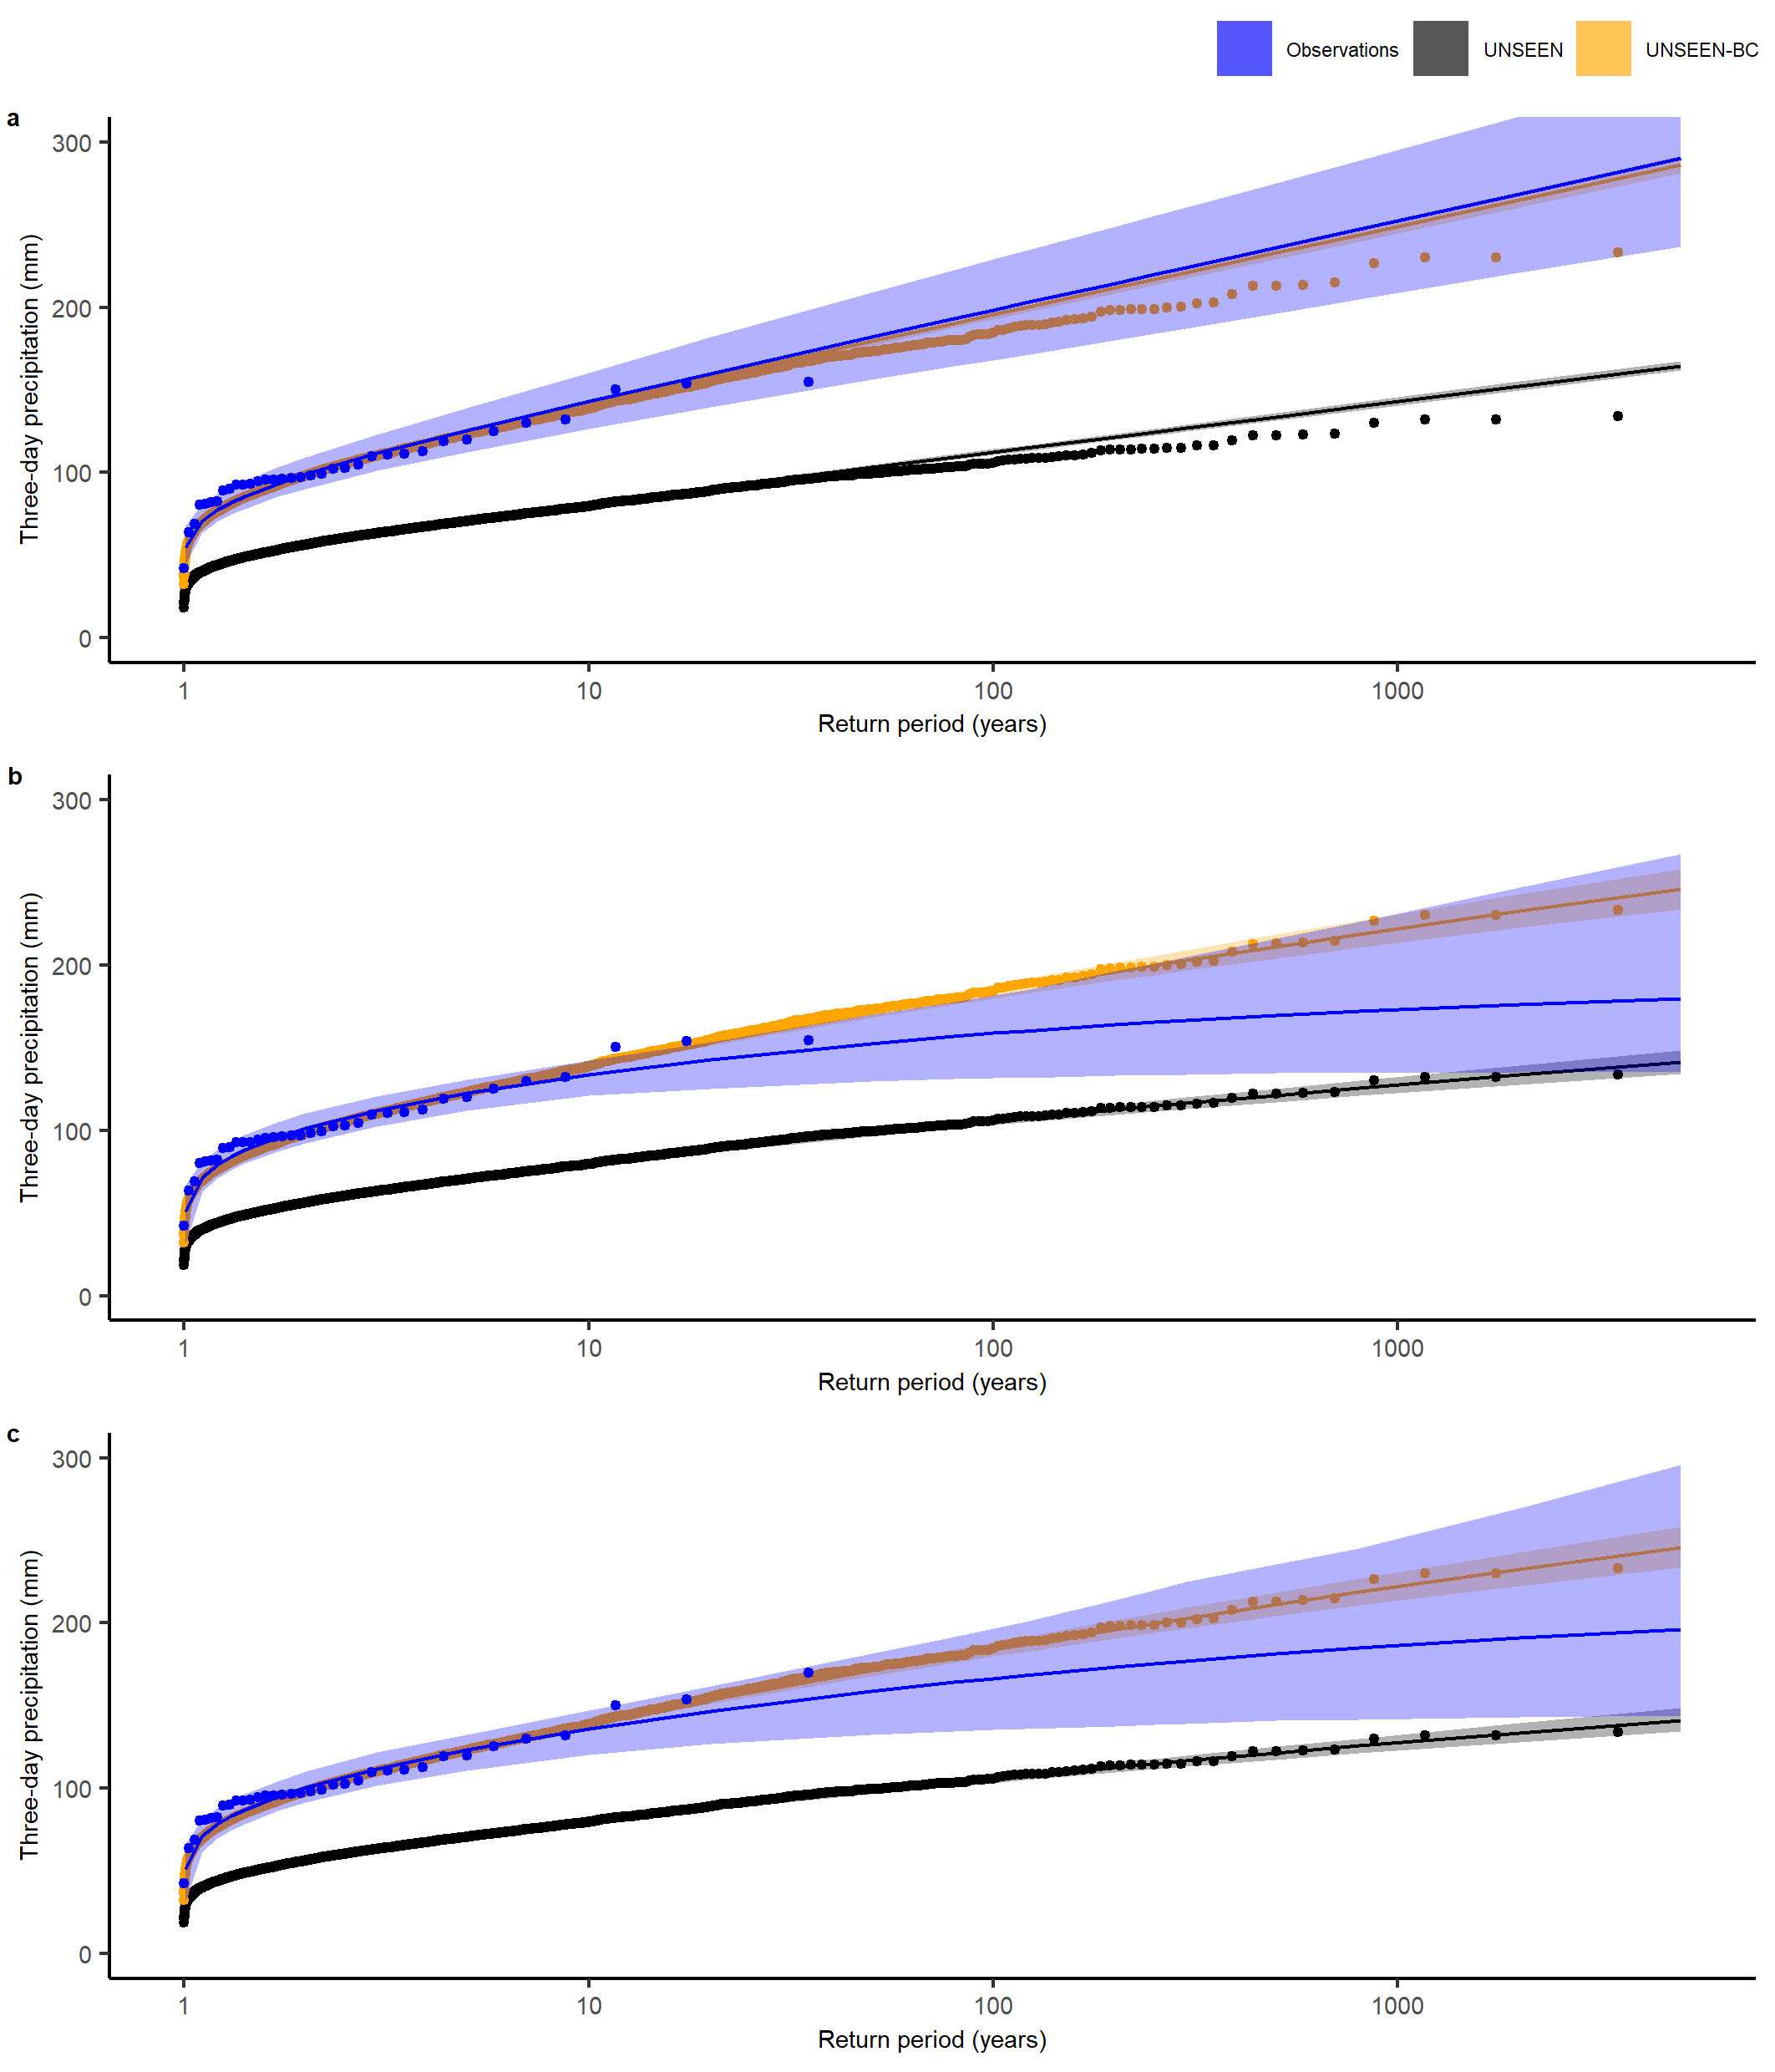 Observations UNSEEN UNSEEN-BC
a
Three-day precipitation (mm)
300
200
100
0
1 10 100 1000
Return period (years)
b
Three-day precipitation (mm)
300
200
100
0
1 10 100 1000
Return period (years)
c
Three-day precipitation (mm)
300
200
100
0
1 10 100 1000
Return period (years)